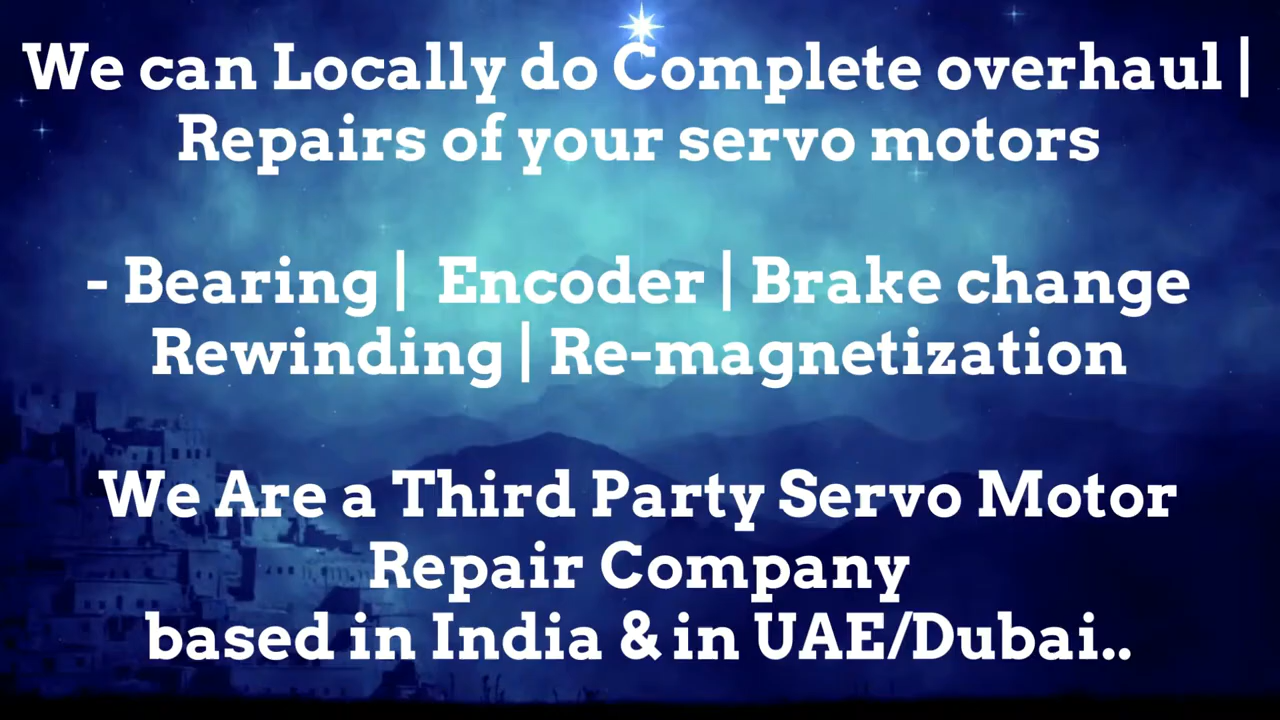 We can Locally do Complete overhaul |
Repairs of your servo motors
- Bearing | Encoder | Brake change
Rewinding | Re-magnetization
We Are a Third Party Servo Motor
Repair Company
based in India & in UAE/Dubai..